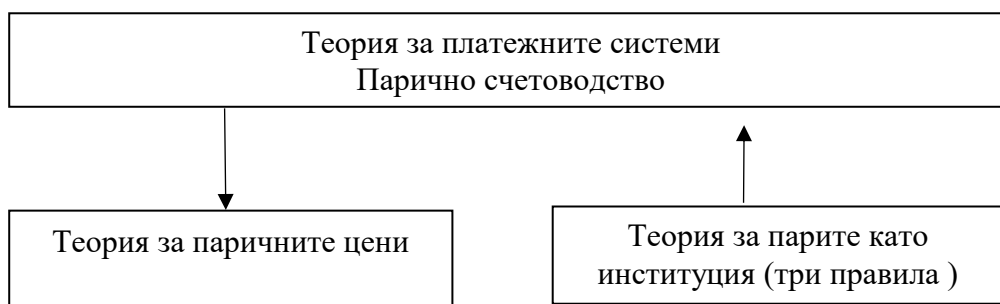 Теория за платежните системи
Парично счетоводство
Теория за паричните цени
Теория за парите като
институция (три правила )